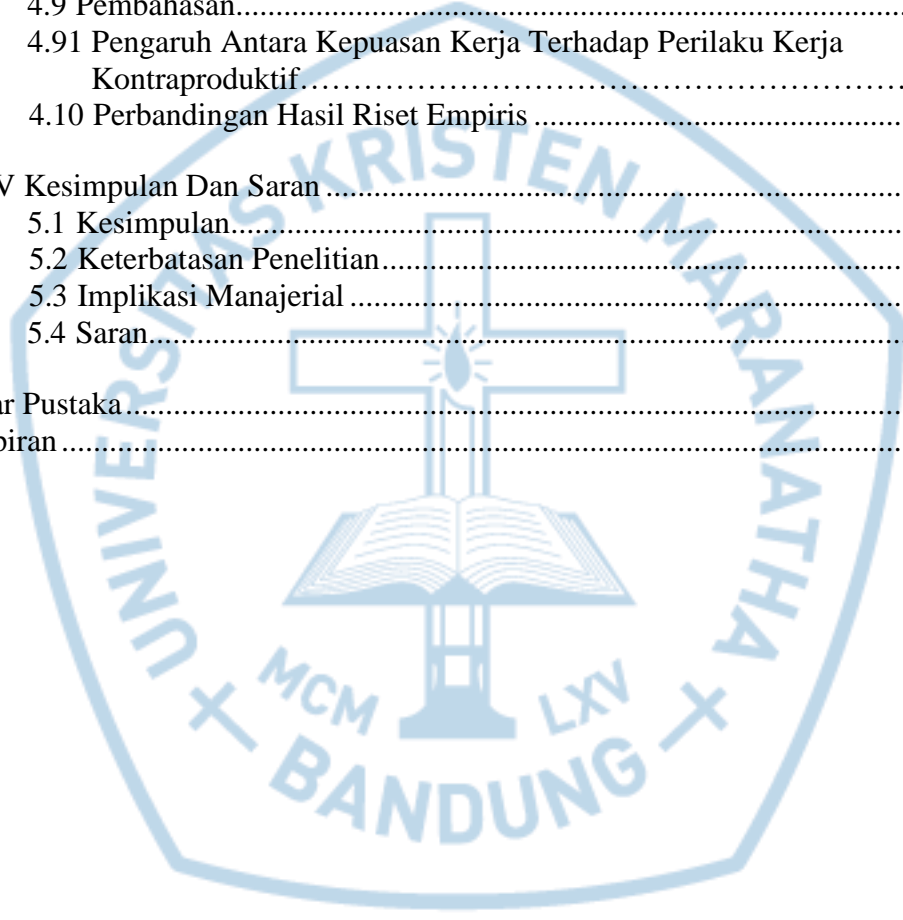 4.9 Pembahasan
4.91 Pengaruh Antara Kepuasan Kerja Terhadap Perilaku Kerja
Kontraproduktif
4.10 Perbandingan Hasil Riset Empiris
V Kesimpulan Dan Saran
5.1 Kesimpulan
5.2 Keterbatasan Penelitian
5.3 Implikasi Manajerial
5.4 Saran
Pustaka
UNIVERSITAS KRISTEN MARANATHA
MCM LXV
BANDUNG